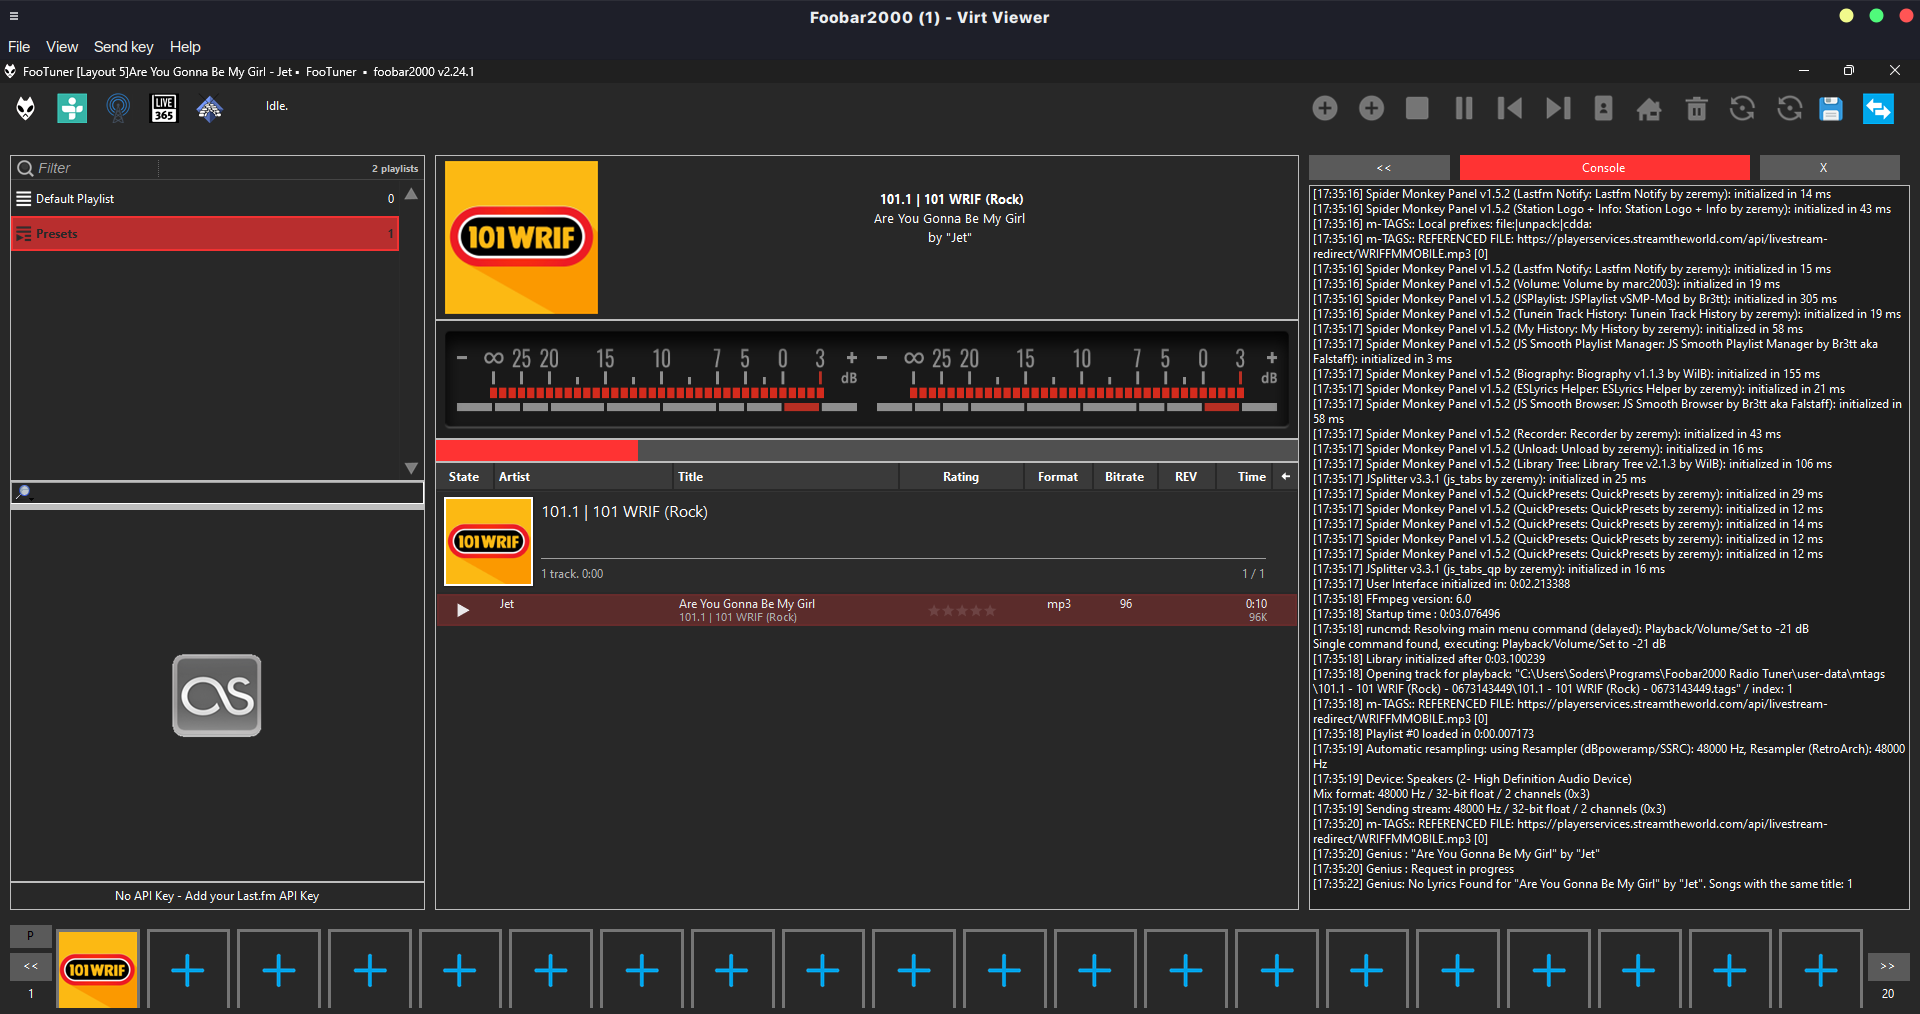 Foobar2000 (1) - Virt Viewer
File View Send key Help
FooTuner [Layout 5]Are You Gonna Be My Girl - Jet • FooTuner • foobar2000 v2.24.1
LIVE
365
Idle.
Filter
2 playlists
Default Playlist 0
Presets 1
No API Key - Add your Last.fm API Key
101WRIF
101.1 | 101 WRIF (Rock)
Are You Gonna Be My Girl
by "Jet"
- ∞ 25 20 15 10 7 5 0 3 + dB
- ∞ 25 20 15 10 7 5 0 3 + dB
State Artist Title Rating Format Bitrate REV Time
101WRIF
101.1 | 101 WRIF (Rock)
1 track. 0:00 1 / 1
Jet Are You Gonna Be My Girl mp3 96 0:10
101.1 | 101 WRIF (Rock) 96K
<< Console X
[17:35:16] Spider Monkey Panel v1.5.2 (Lastfm Notify: Lastfm Notify by zeremy): initialized in 14 ms
[17:35:16] Spider Monkey Panel v1.5.2 (Station Logo + Info: Station Logo + Info by zeremy): initialized in 43 ms
[17:35:16] m-TAGS:: Local prefixes: file:|unpack:|cdda:
[17:35:16] m-TAGS:: REFERENCED FILE: https://playerservices.streamtheworld.com/api/livestream-
redirect/WRIFFMMOBILE.mp3 [0]
[17:35:16] Spider Monkey Panel v1.5.2 (Lastfm Notify: Lastfm Notify by zeremy): initialized in 15 ms
[17:35:16] Spider Monkey Panel v1.5.2 (Volume: Volume by marc2003): initialized in 19 ms
[17:35:16] Spider Monkey Panel v1.5.2 (JSPlaylist: JSPlaylist vSMP-Mod by Br3tt): initialized in 305 ms
[17:35:16] Spider Monkey Panel v1.5.2 (Tunein Track History: Tunein Track History by zeremy): initialized in 19 ms
[17:35:17] Spider Monkey Panel v1.5.2 (My History: My History by zeremy): initialized in 58 ms
[17:35:17] Spider Monkey Panel v1.5.2 (JS Smooth Playlist Manager: JS Smooth Playlist Manager by Br3tt aka
Falstaff): initialized in 3 ms
[17:35:17] Spider Monkey Panel v1.5.2 (Biography: Biography v1.1.3 by WilB): initialized in 155 ms
[17:35:17] Spider Monkey Panel v1.5.2 (ESLyrics Helper: ESLyrics Helper by zeremy): initialized in 21 ms
[17:35:17] Spider Monkey Panel v1.5.2 (JS Smooth Browser: JS Smooth Browser by Br3tt aka Falstaff): initialized in
58 ms
[17:35:17] Spider Monkey Panel v1.5.2 (Recorder: Recorder by zeremy): initialized in 43 ms
[17:35:17] Spider Monkey Panel v1.5.2 (Unload: Unload by zeremy): initialized in 16 ms
[17:35:17] Spider Monkey Panel v1.5.2 (Library Tree: Library Tree v2.1.3 by WilB): initialized in 106 ms
[17:35:17] JSplitter v3.3.1 (js_tabs by zeremy): initialized in 25 ms
[17:35:17] Spider Monkey Panel v1.5.2 (QuickPresets: QuickPresets by zeremy): initialized in 29 ms
[17:35:17] Spider Monkey Panel v1.5.2 (QuickPresets: QuickPresets by zeremy): initialized in 12 ms
[17:35:17] Spider Monkey Panel v1.5.2 (QuickPresets: QuickPresets by zeremy): initialized in 14 ms
[17:35:17] Spider Monkey Panel v1.5.2 (QuickPresets: QuickPresets by zeremy): initialized in 12 ms
[17:35:17] Spider Monkey Panel v1.5.2 (QuickPresets: QuickPresets by zeremy): initialized in 12 ms
[17:35:17] JSplitter v3.3.1 (js_tabs_qp by zeremy): initialized in 16 ms
[17:35:17] User Interface initialized in: 0:02.213388
[17:35:18] FFmpeg version: 6.0
[17:35:18] Startup time : 0:03.076496
[17:35:18] runcmd: Resolving main menu command (delayed): Playback/Volume/Set to -21 dB
Single command found, executing: Playback/Volume/Set to -21 dB
[17:35:18] Library initialized after 0:03.100239
[17:35:18] Opening track for playback: "C:\Users\Soders\Programs\Foobar2000 Radio Tuner\user-data\mtags
\101.1 - 101 WRIF (Rock) - 0673143449\101.1 - 101 WRIF (Rock) - 0673143449.tags" / index: 1
[17:35:18] m-TAGS:: REFERENCED FILE: https://playerservices.streamtheworld.com/api/livestream-
redirect/WRIFFMMOBILE.mp3 [0]
[17:35:18] Playlist #0 loaded in 0:00.007173
[17:35:19] Automatic resampling: using Resampler (dBpoweramp/SSRC): 48000 Hz, Resampler (RetroArch): 48000
Hz
[17:35:19] Device: Speakers (2- High Definition Audio Device)
Mix format: 48000 Hz / 32-bit float / 2 channels (0x3)
[17:35:19] Sending stream: 48000 Hz / 32-bit float / 2 channels (0x3)
[17:35:20] m-TAGS:: REFERENCED FILE: https://playerservices.streamtheworld.com/api/livestream-
redirect/WRIFFMMOBILE.mp3 [0]
[17:35:20] Genius : "Are You Gonna Be My Girl" by "Jet"
[17:35:20] Genius : Request in progress
[17:35:22] Genius: No Lyrics Found for "Are You Gonna Be My Girl" by "Jet". Songs with the same title: 1
P
<<
1
101WRIF
>>
20